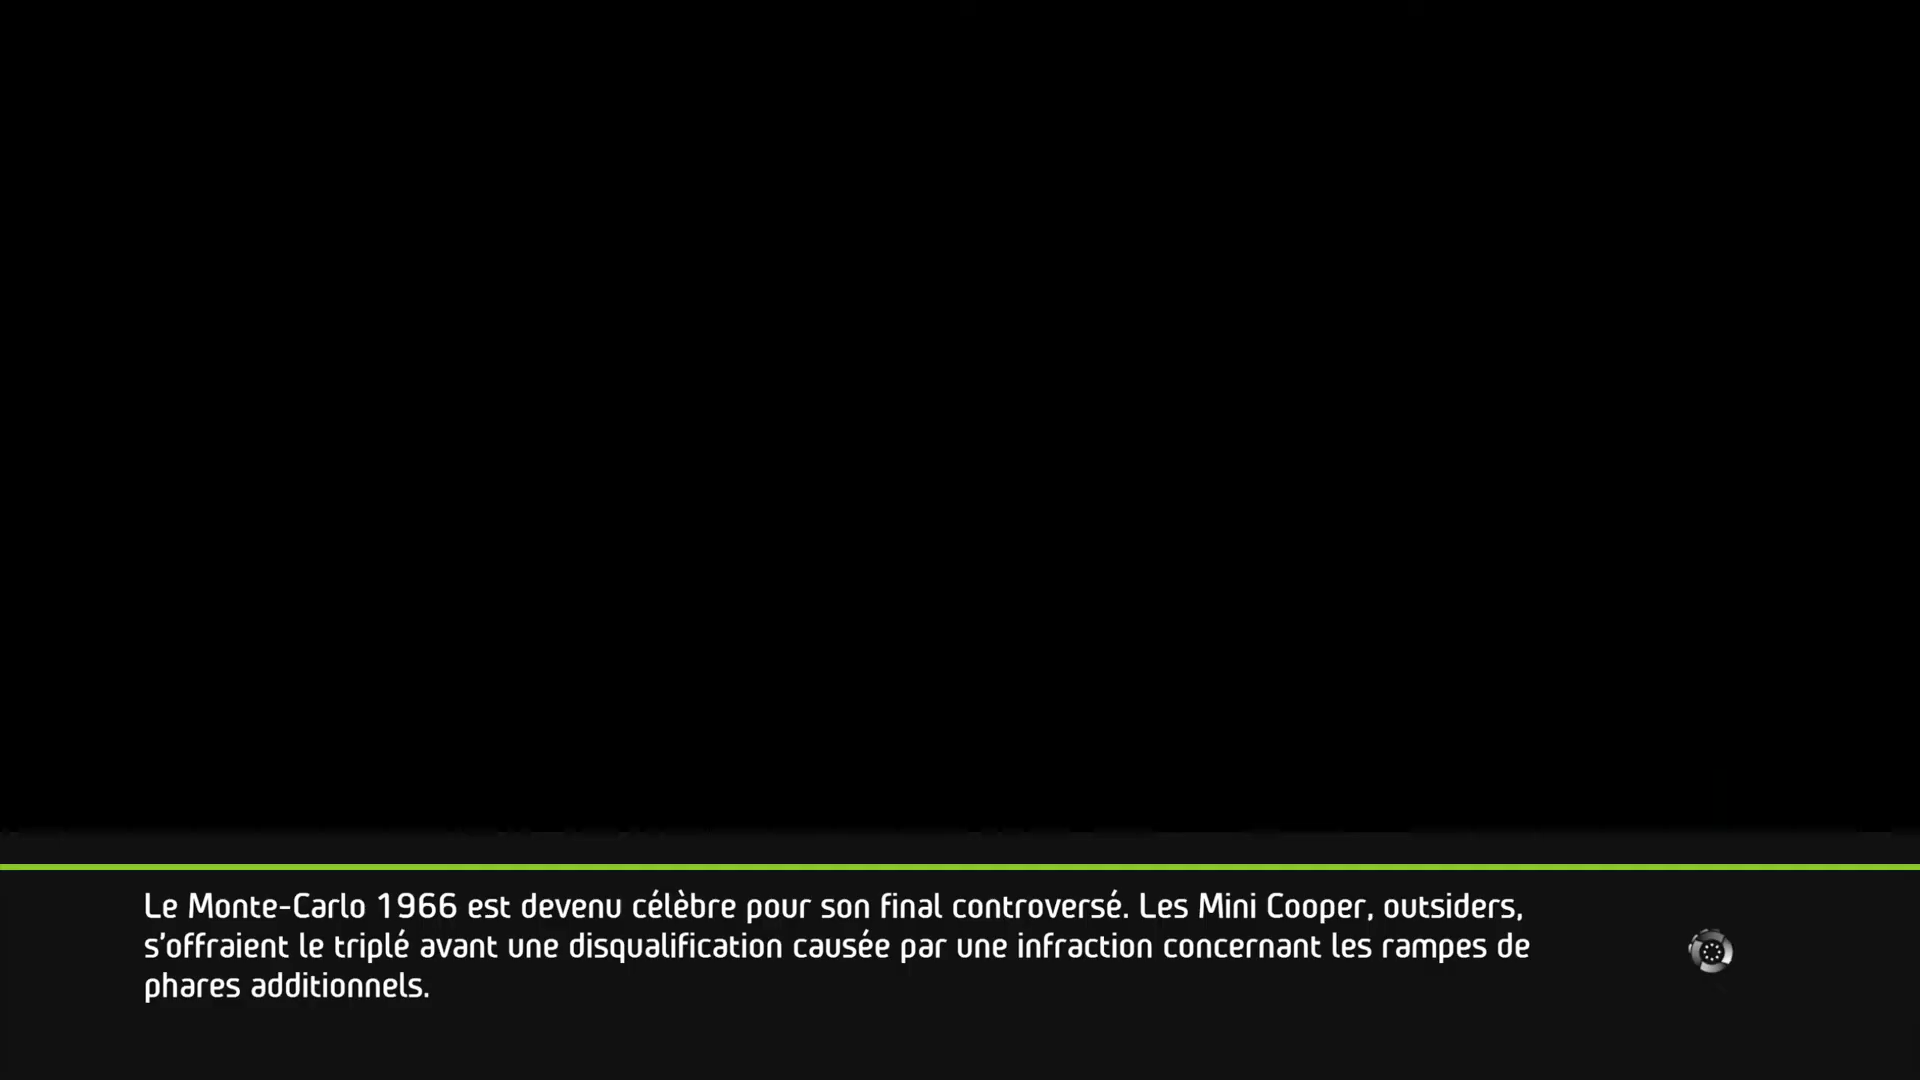 Le Monte-Carlo 1966 est devenu célèbre pour son final controversé. Les Mini Cooper, outsiders,
s’offraient le triplé avant une disqualification causée par une infraction concernant les rampes de
phares additionnels.